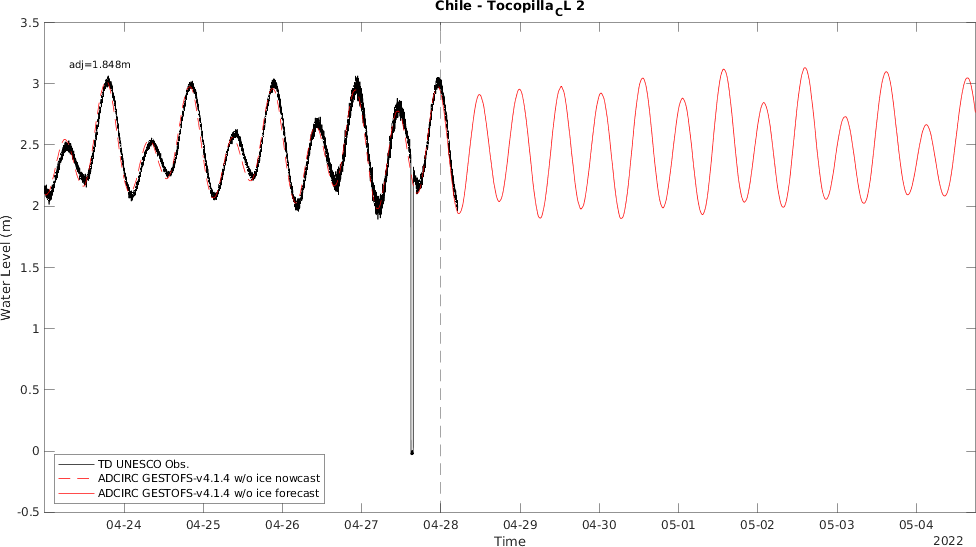 Chile - Tocopilla_CL 2
adj=1.848m
3.5
3
2.5
2
1.5
1
0.5
0
-0.5
Water Level (m)
TD UNESCO Obs.
ADCIRC GESTOFS-v4.1.4 w/o ice nowcast
ADCIRC GESTOFS-v4.1.4 w/o ice forecast
04-24 04-25 04-26 04-27 04-28 04-29 04-30 05-01 05-02 05-03 05-04
Time
2022